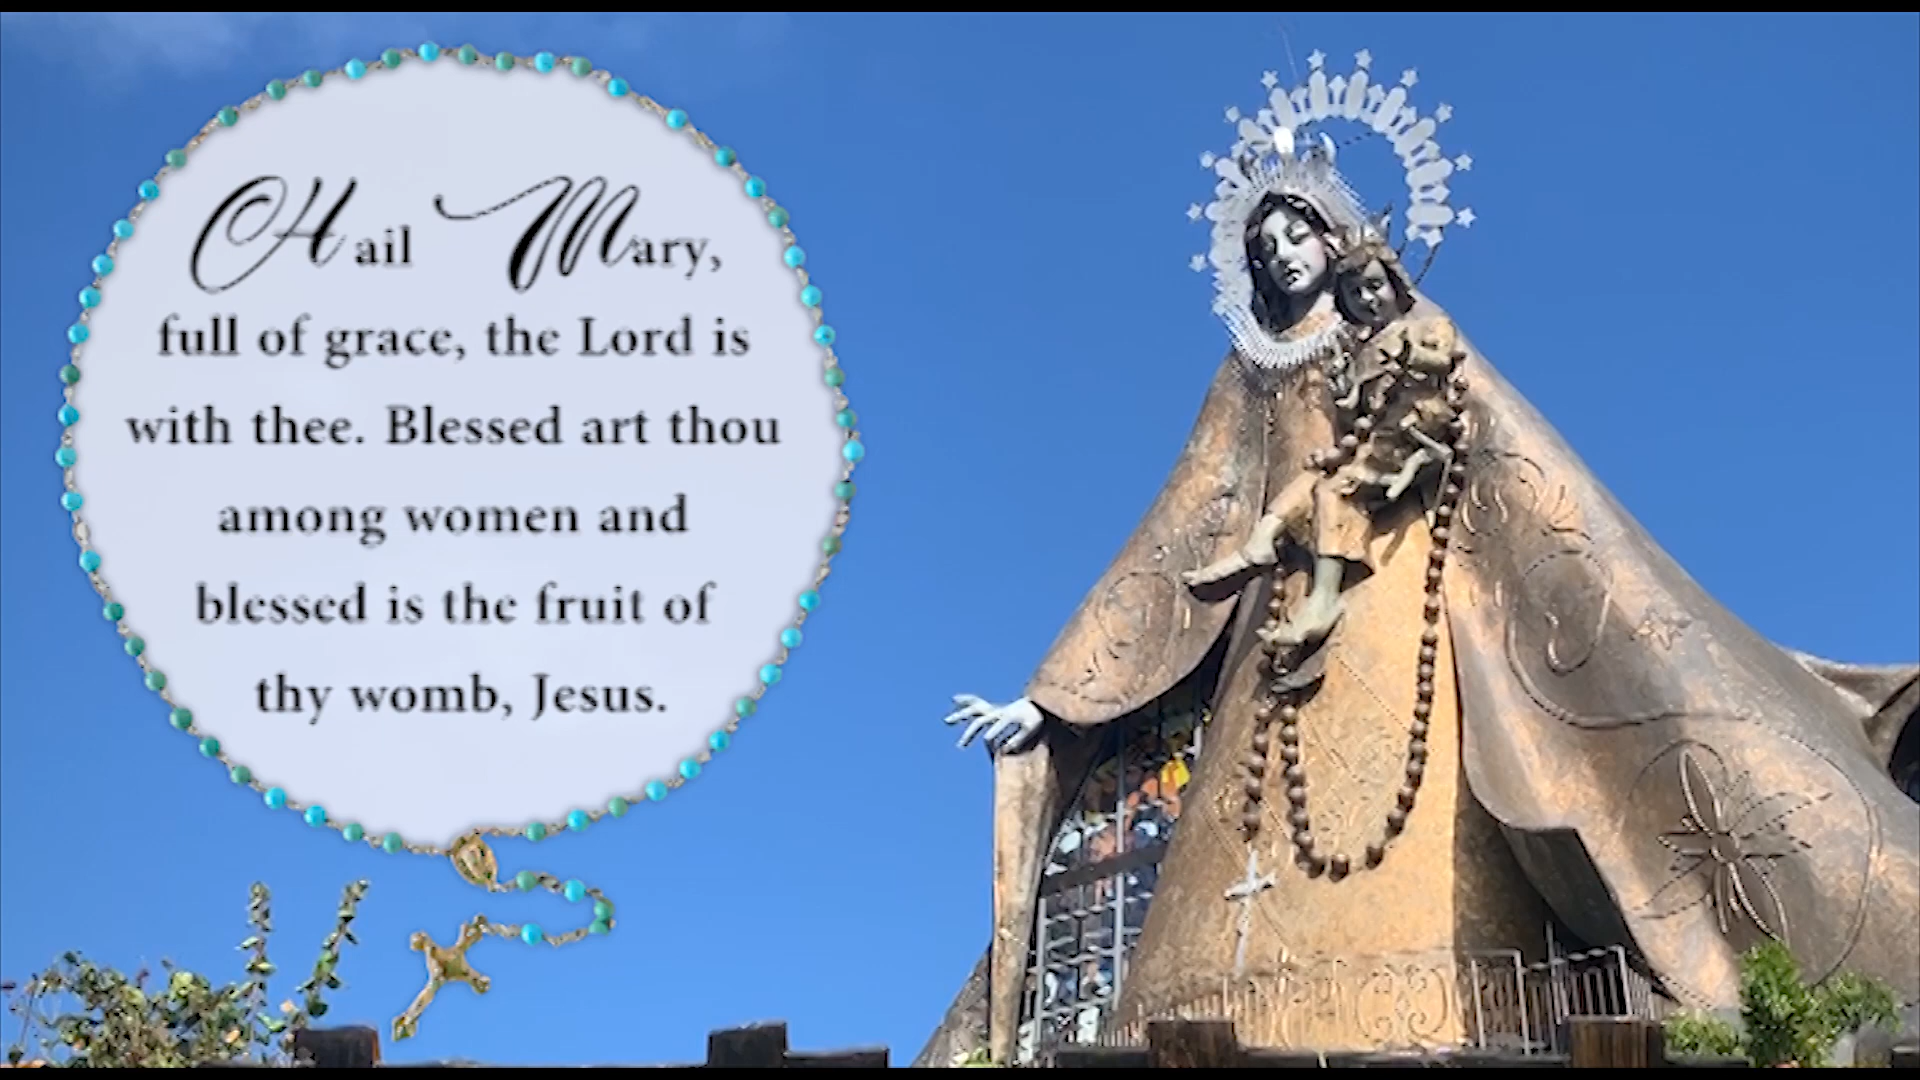 Hail Mary,
full of grace, the Lord is
with thee. Blessed art thou
among women and
blessed is the fruit of
thy womb, Jesus.